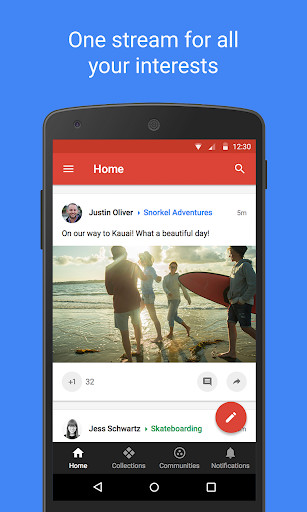 One stream for all
your interests
12:30
Home
Justin Oliver ▸ Snorkel Adventures 5m
On our way to Kauai! What a beautiful day!
+1 32
Jess Schwartz ▸ Skateboarding 5m
Home Collections Communities Notifications